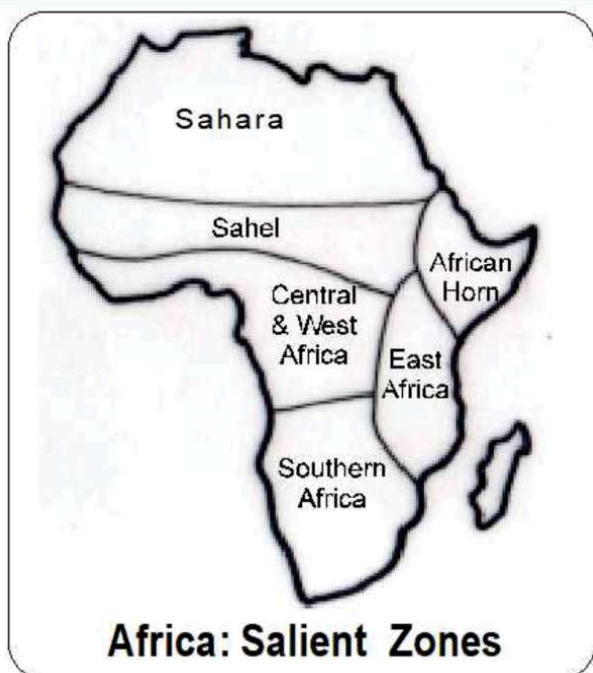 Sahara
Sahel
African
Horn
Central
& West
Africa
East
Africa
Southern
Africa
Africa: Salient Zones